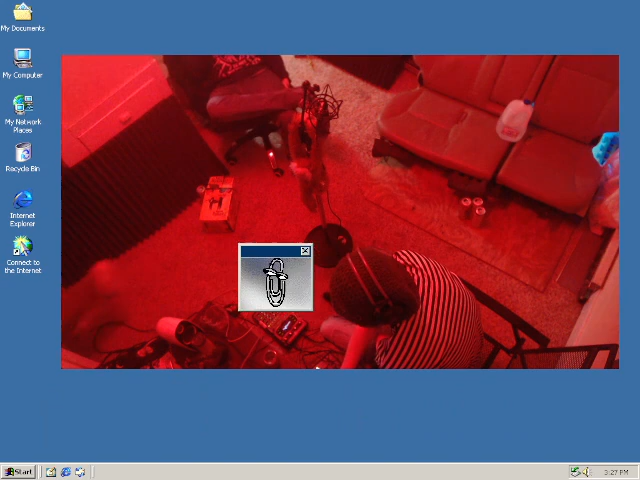 My Documents
My Computer
My Network
Places
Recycle Bin
Internet
Explorer
Connect to
the Internet
Start
3:27 PM